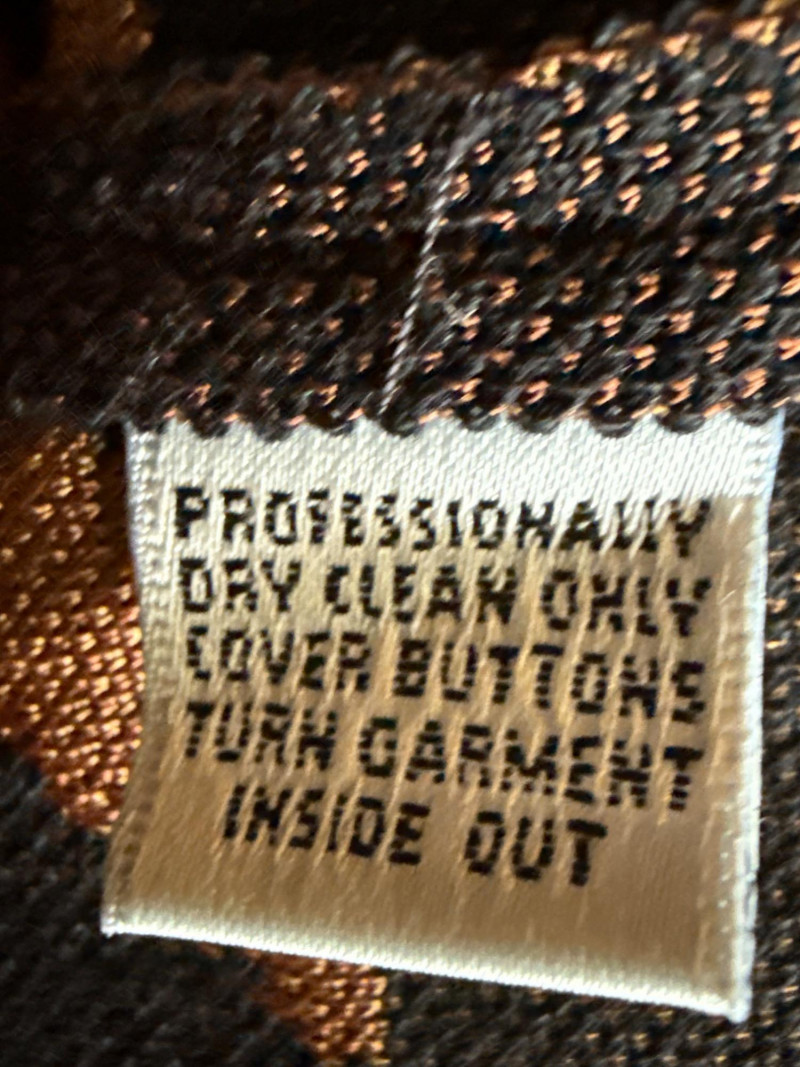 PROFESSIONALLY
DRY CLEAN ONLY
COVER BUTTONS
TURN GARMENT
INSIDE OUT